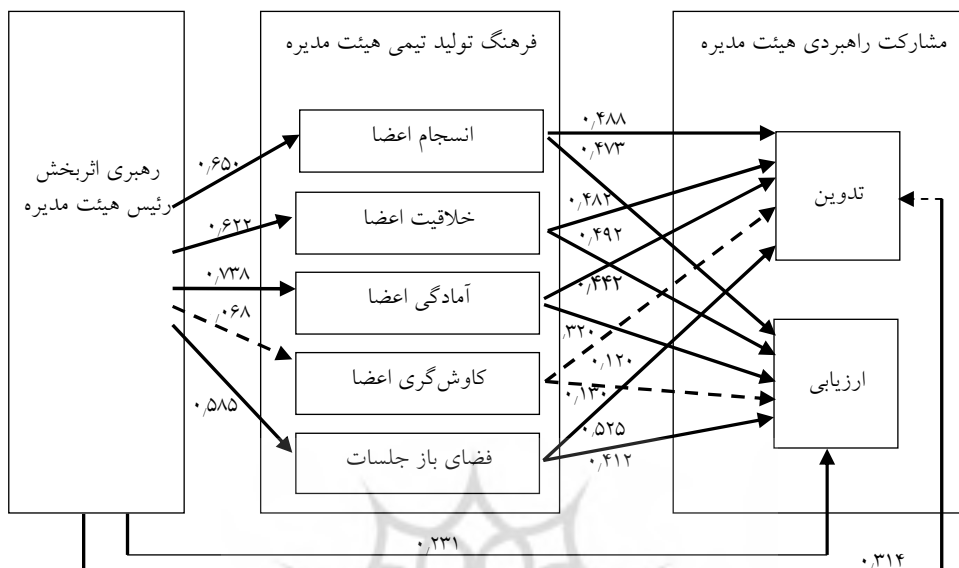 مشارکت راهبردی هیئت مدیره
فرهنگ تولید تیمی هیئت مدیره
رهبری اثربخش
رئیس هیئت مدیره
انسجام اعضا
خلاقیت اعضا
آمادگی اعضا
کاوش‌گری اعضا
فضای باز جلسات
تدوین
ارزیابی
۰٫۶۵۰
۰٫۶۲۲
۰٫۷۳۸
۰٫۰۶۸
۰٫۵۸۵
۰٫۴۸۸
۰٫۴۷۳
۰٫۴۸۲
۰٫۴۹۲
۰٫۴۴۲
۰٫۳۲۰
۰٫۱۲۰
۰٫۱۳۰
۰٫۵۲۵
۰٫۴۱۲
۰٫۲۳۱
۰٫۳۱۴